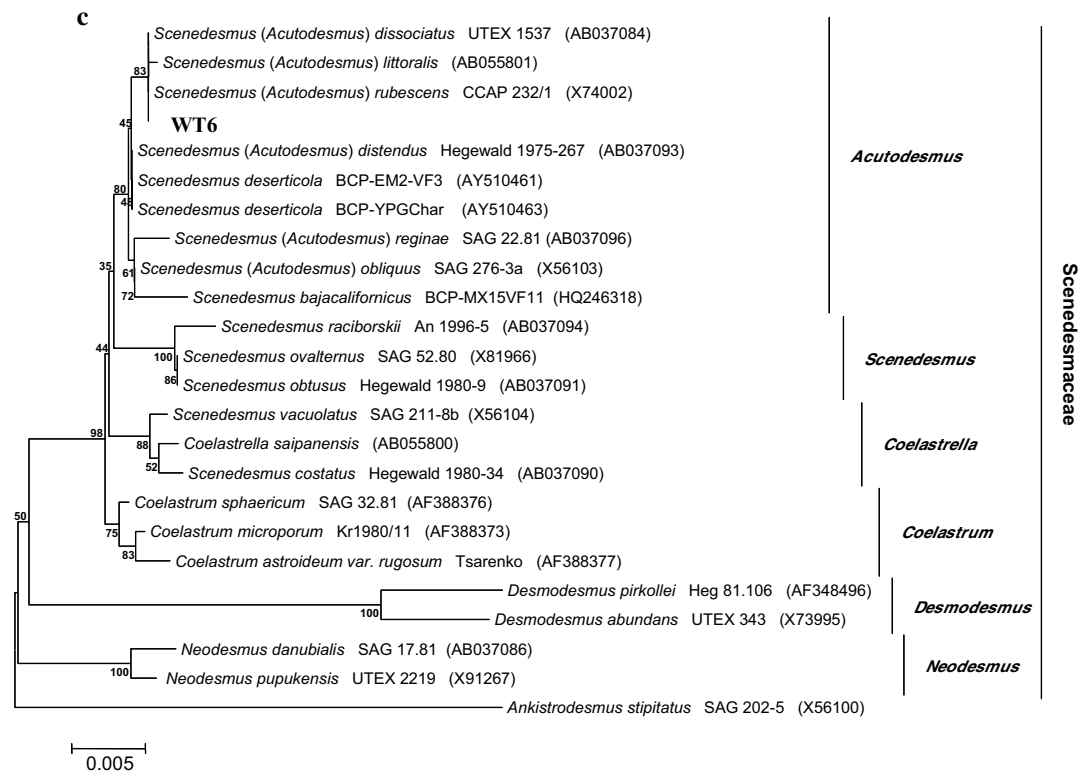 c
Scenedesmus (Acutodesmus) dissociatus UTEX 1537 (AB037084)
Scenedesmus (Acutodesmus) littoralis (AB055801)
83
Scenedesmus (Acutodesmus) rubescens CCAP 232/1 (X74002)
WT6
45
Scenedesmus (Acutodesmus) distendus Hegewald 1975-267 (AB037093)
Acutodesmus
Scenedesmus deserticola BCP-EM2-VF3 (AY510461)
80
Scenedesmus deserticola BCP-YPGChar (AY510463)
Scenedesmus (Acutodesmus) reginae SAG 22.81 (AB037096)
35
61
Scenedesmus (Acutodesmus) obliquus SAG 276-3a (X56103)
72
Scenedesmus bajacalifornicus BCP-MX15VF11 (HQ246318)
Scenedesmus raciborskii An 1996-5 (AB037094)
44
100
Scenedesmus ovalternus SAG 52.80 (X81966)
Scenedesmus
86
Scenedesmus obtusus Hegewald 1980-9 (AB037091)
Scenedesmus vacuolatus SAG 211-8b (X56104)
98
88
Coelastrella saipanensis (AB055800)
Coelastrella
52
Scenedesmus costatus Hegewald 1980-34 (AB037090)
Coelastrum sphaericum SAG 32.81 (AF388376)
50
75
Coelastrum microporum Kr1980/11 (AF388373)
Coelastrum
83
Coelastrum astroideum var. rugosum Tsarenko (AF388377)
Desmodesmus pirkollei Heg 81.106 (AF348496)
100
Desmodesmus
Desmodesmus abundans UTEX 343 (X73995)
Neodesmus danubialis SAG 17.81 (AB037086)
100
Neodesmus
Neodesmus pupukensis UTEX 2219 (X91267)
Ankistrodesmus stipitatus SAG 202-5 (X56100)
Scenedesmaceae
0.005